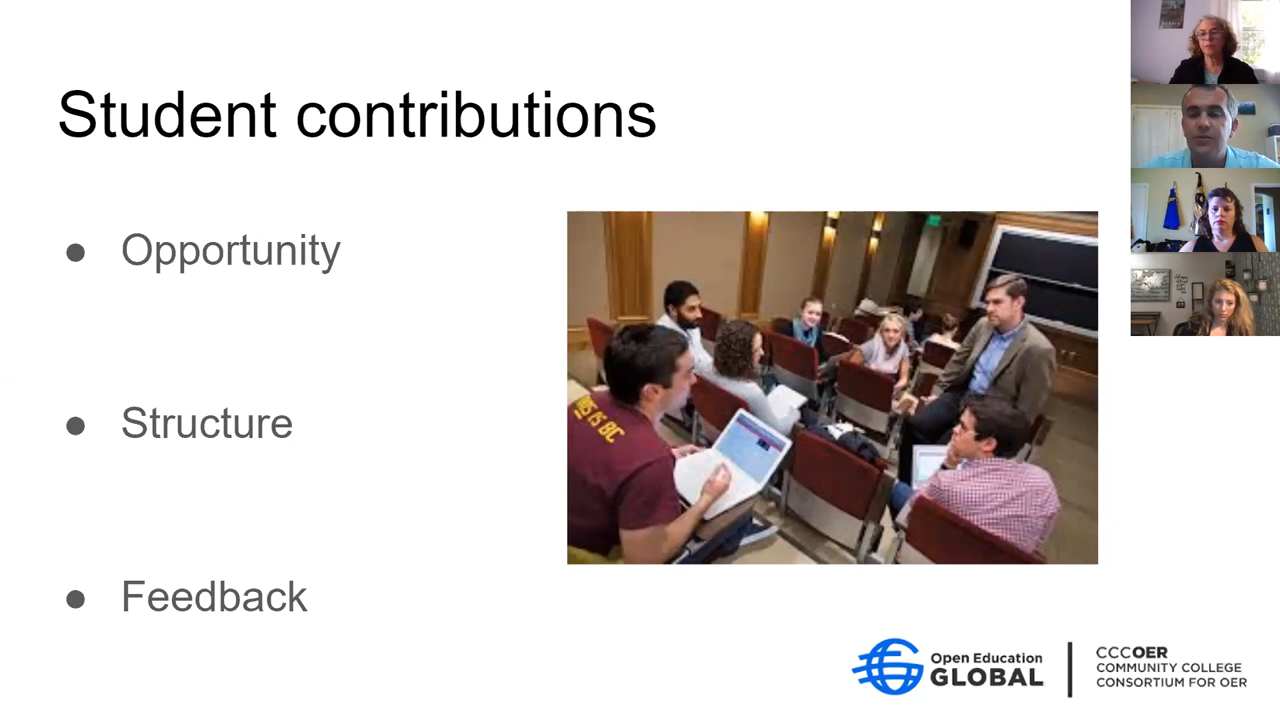 Student contributions
● Opportunity
● Structure
● Feedback
Open Education
GLOBAL
CCCOER
COMMUNITY COLLEGE
CONSORTIUM FOR OER